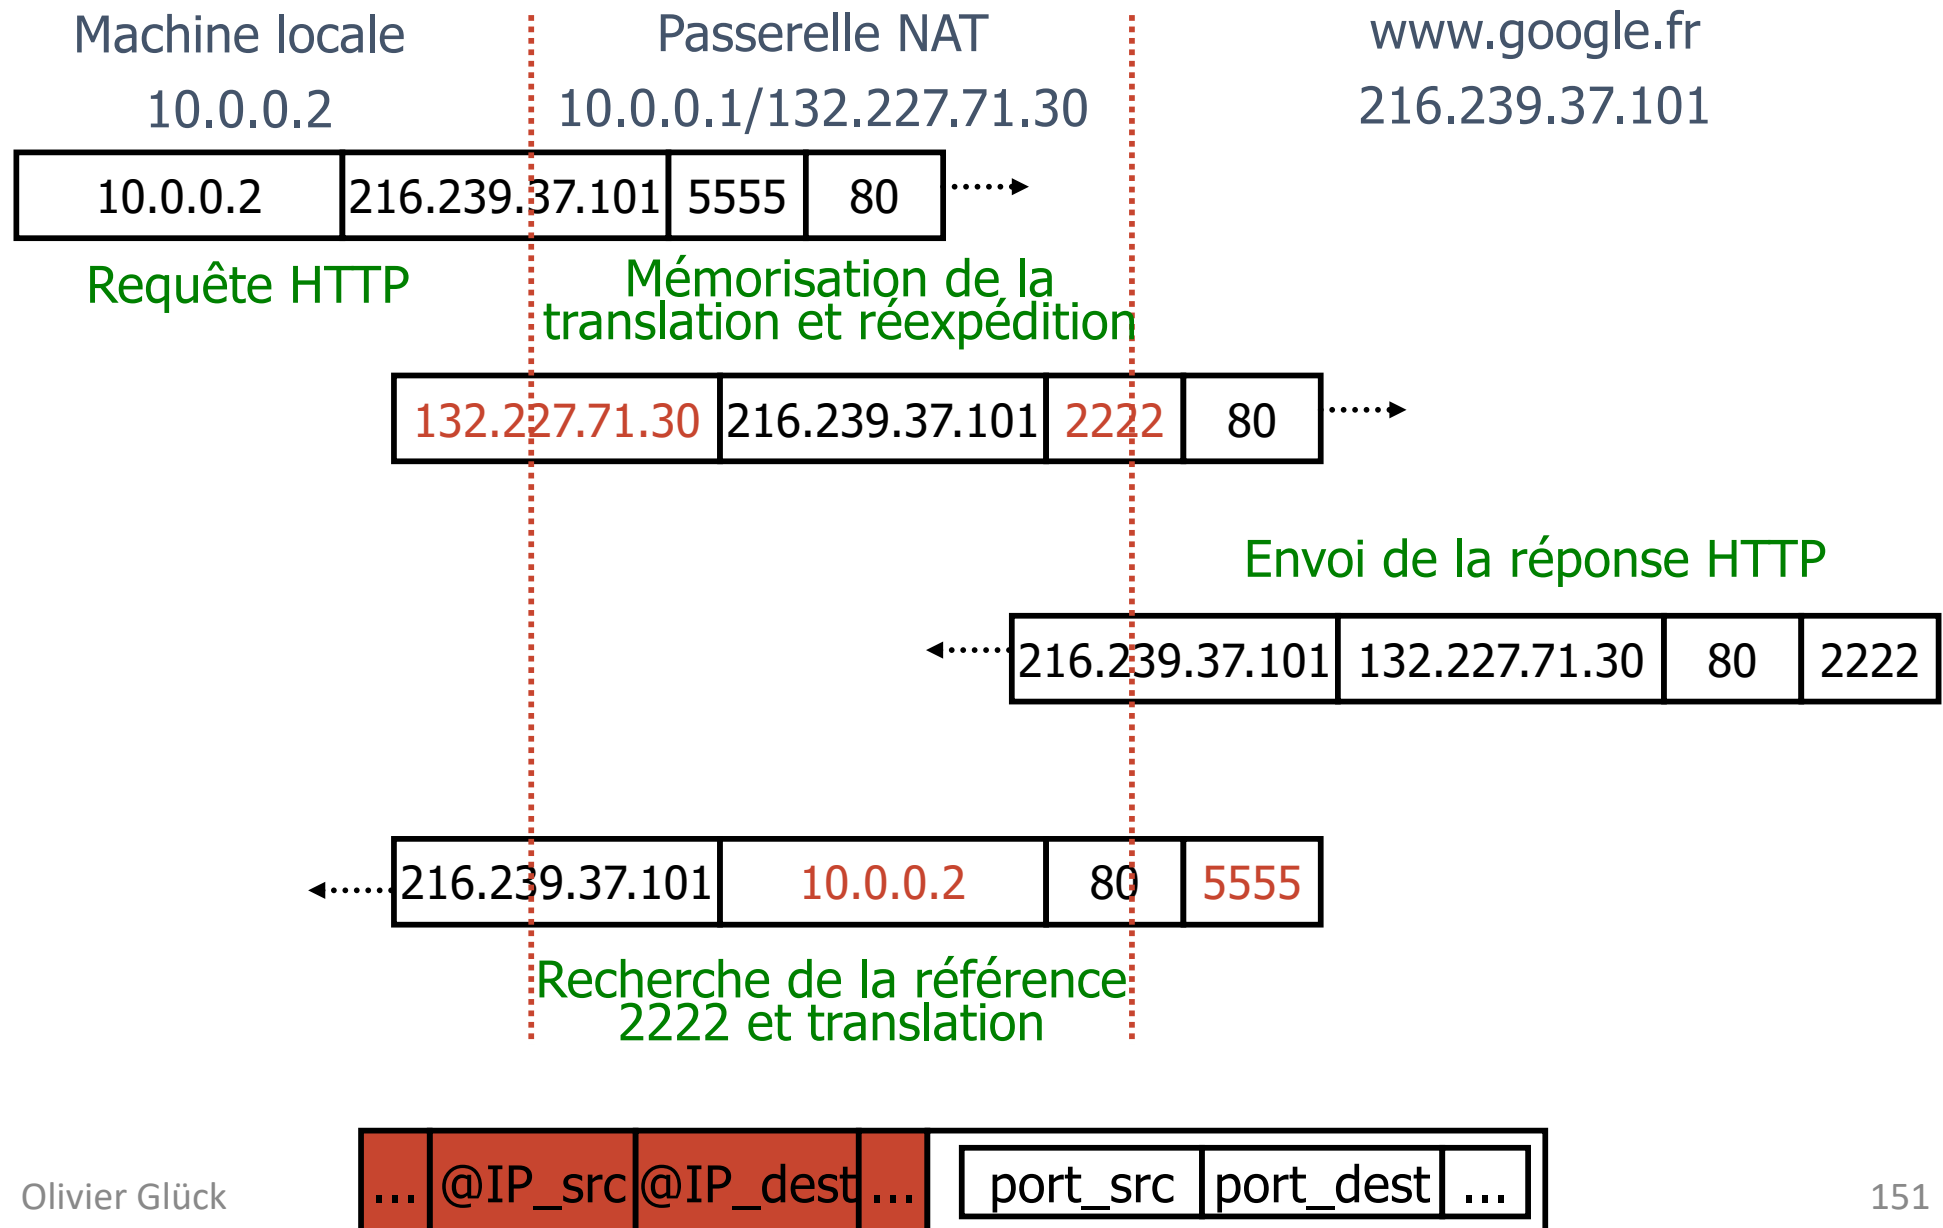 Machine locale
Passerelle NAT
www.google.fr
10.0.0.2
10.0.0.1/132.227.71.30
216.239.37.101
10.0.0.2 216.239.37.101 5555 80
Requête HTTP
Mémorisation de la
translation et réexpédition
132.227.71.30 216.239.37.101 2222 80
Envoi de la réponse HTTP
216.239.37.101 132.227.71.30 80 2222
216.239.37.101 10.0.0.2 80 5555
Recherche de la référence
2222 et translation
... @IP_src @IP_dest ... port_src port_dest ...
Olivier Glück
151